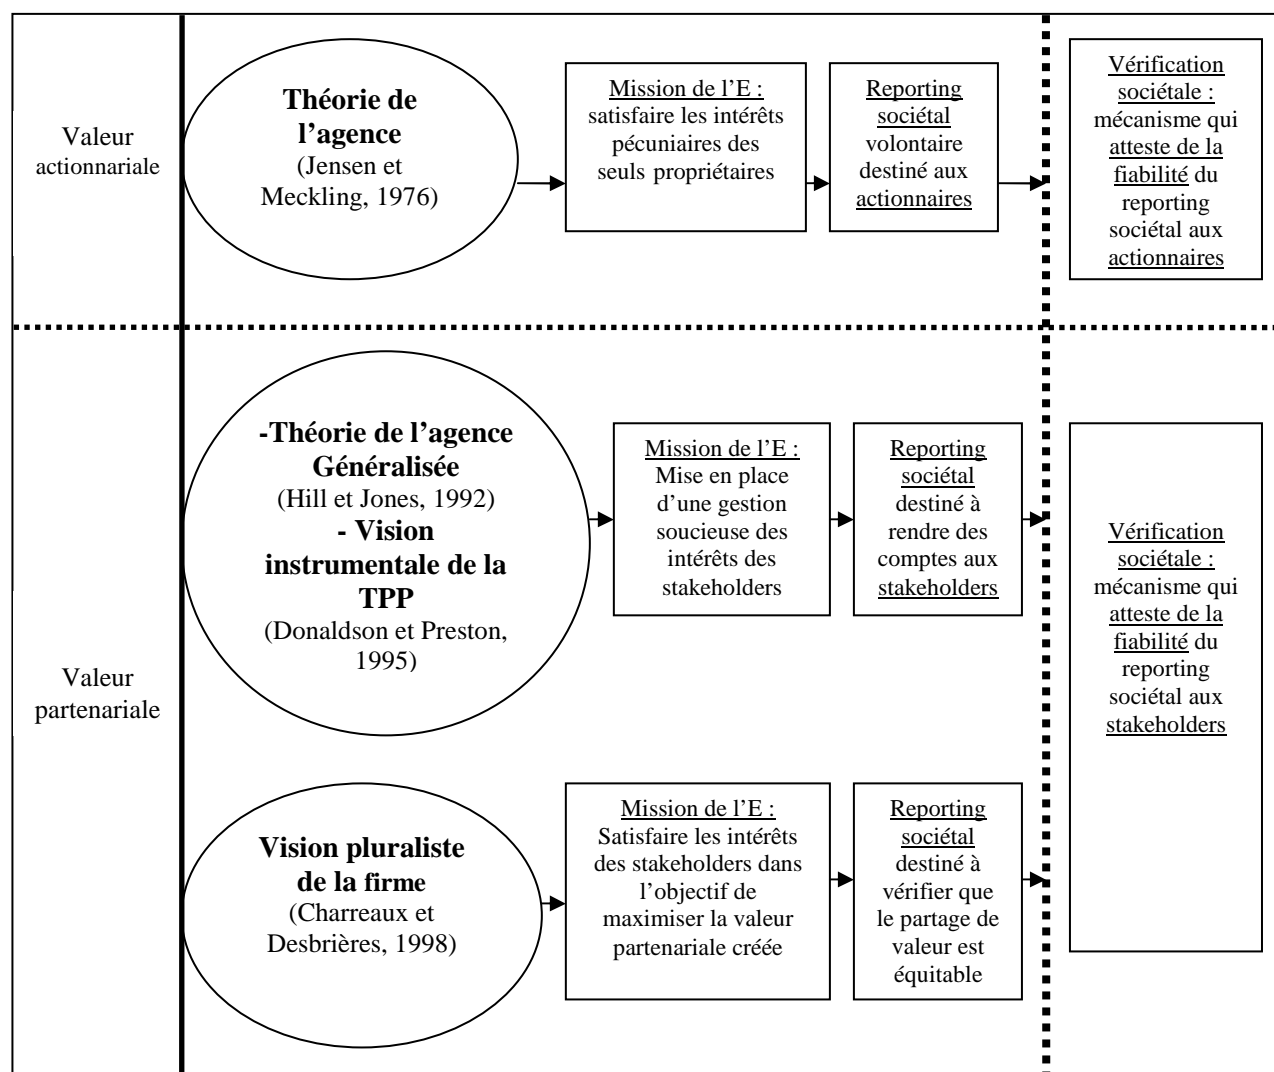 Valeur
actionnariale
Théorie de
l’agence
(Jensen et
Meckling, 1976)
Mission de l’E :
satisfaire les intérêts
pécuniaires des
seuls propriétaires
Reporting
sociétal
volontaire
destiné aux
actionnaires
Vérification
sociétale :
mécanisme qui
atteste de la
fiabilité du
reporting
sociétal aux
actionnaires
Valeur
partenariale
-Théorie de l’agence
Généralisée
(Hill et Jones, 1992)
- Vision
instrumentale de la
TPP
(Donaldson et Preston,
1995)
Mission de l’E :
Mise en place
d’une gestion
soucieuse des
intérêts des
stakeholders
Reporting
sociétal
destiné à
rendre des
comptes aux
stakeholders
Vérification
sociétale :
mécanisme qui
atteste de la
fiabilité du
reporting
sociétal aux
stakeholders
Vision pluraliste
de la firme
(Charreaux et
Desbrières, 1998)
Mission de l’E :
Satisfaire les intérêts
des stakeholders dans
l’objectif de
maximiser la valeur
partenariale créée
Reporting
sociétal
destiné à
vérifier que
le partage de
valeur est
équitable